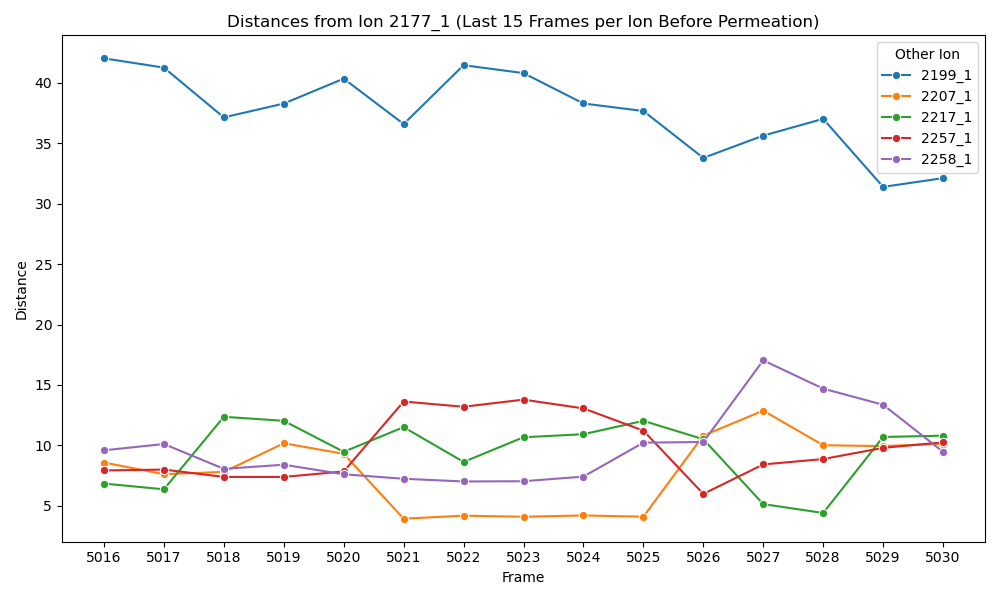 Distances from Ion 2177_1 (Last 15 Frames per Ion Before Permeation)
Other Ion
2199_1
2207_1
2217_1
2257_1
2258_1
Distance
40
35
30
25
20
15
10
5
5016 5017 5018 5019 5020 5021 5022 5023 5024 5025 5026 5027 5028 5029 5030
Frame